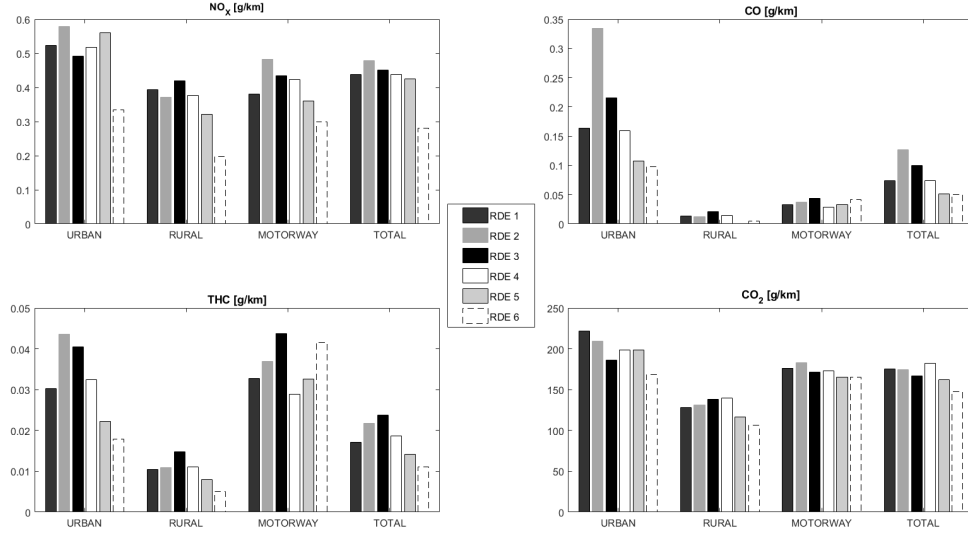 NOX [g/km]
0.6
0.5
0.4
0.3
0.2
0.1
0
URBAN RURAL MOTORWAY TOTAL
CO [g/km]
0.35
0.3
0.25
0.2
0.15
0.1
0.05
0
URBAN RURAL MOTORWAY TOTAL
RDE 1
RDE 2
RDE 3
RDE 4
RDE 5
RDE 6
THC [g/km]
0.05
0.04
0.03
0.02
0.01
0
URBAN RURAL MOTORWAY TOTAL
CO2 [g/km]
250
200
150
100
50
0
URBAN RURAL MOTORWAY TOTAL